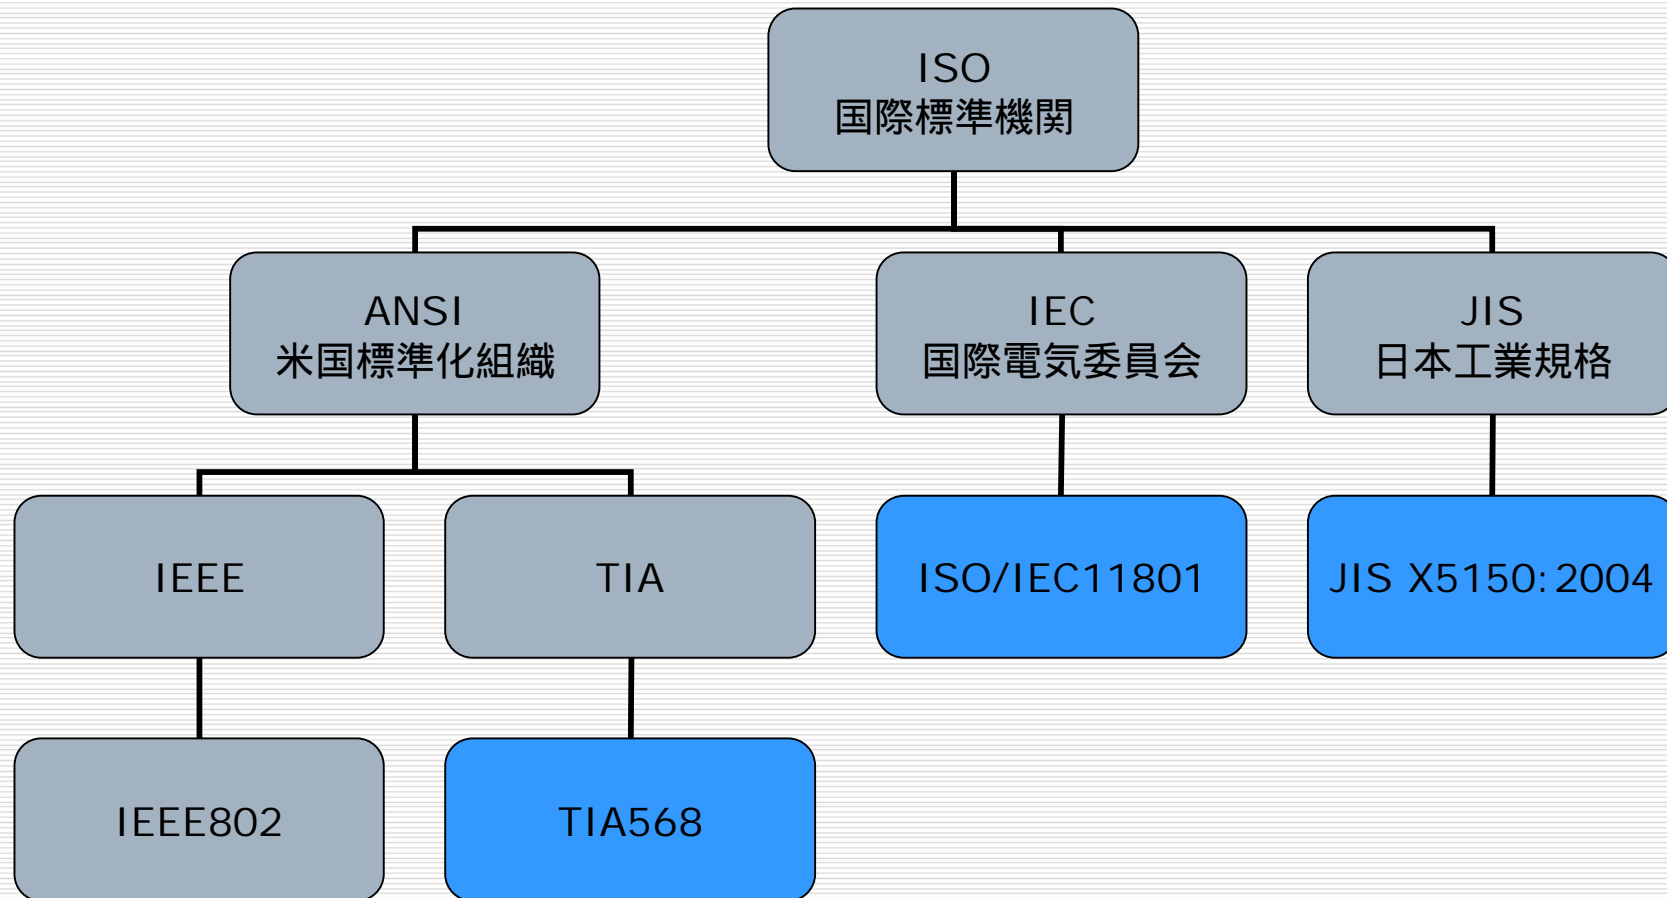 ISO
国際標準機関
ANSI
米国標準化組織
IEC
国際電気委員会
JIS
日本工業規格
IEEE
TIA
ISO/IEC11801
JIS X5150:2004
IEEE802
TIA568